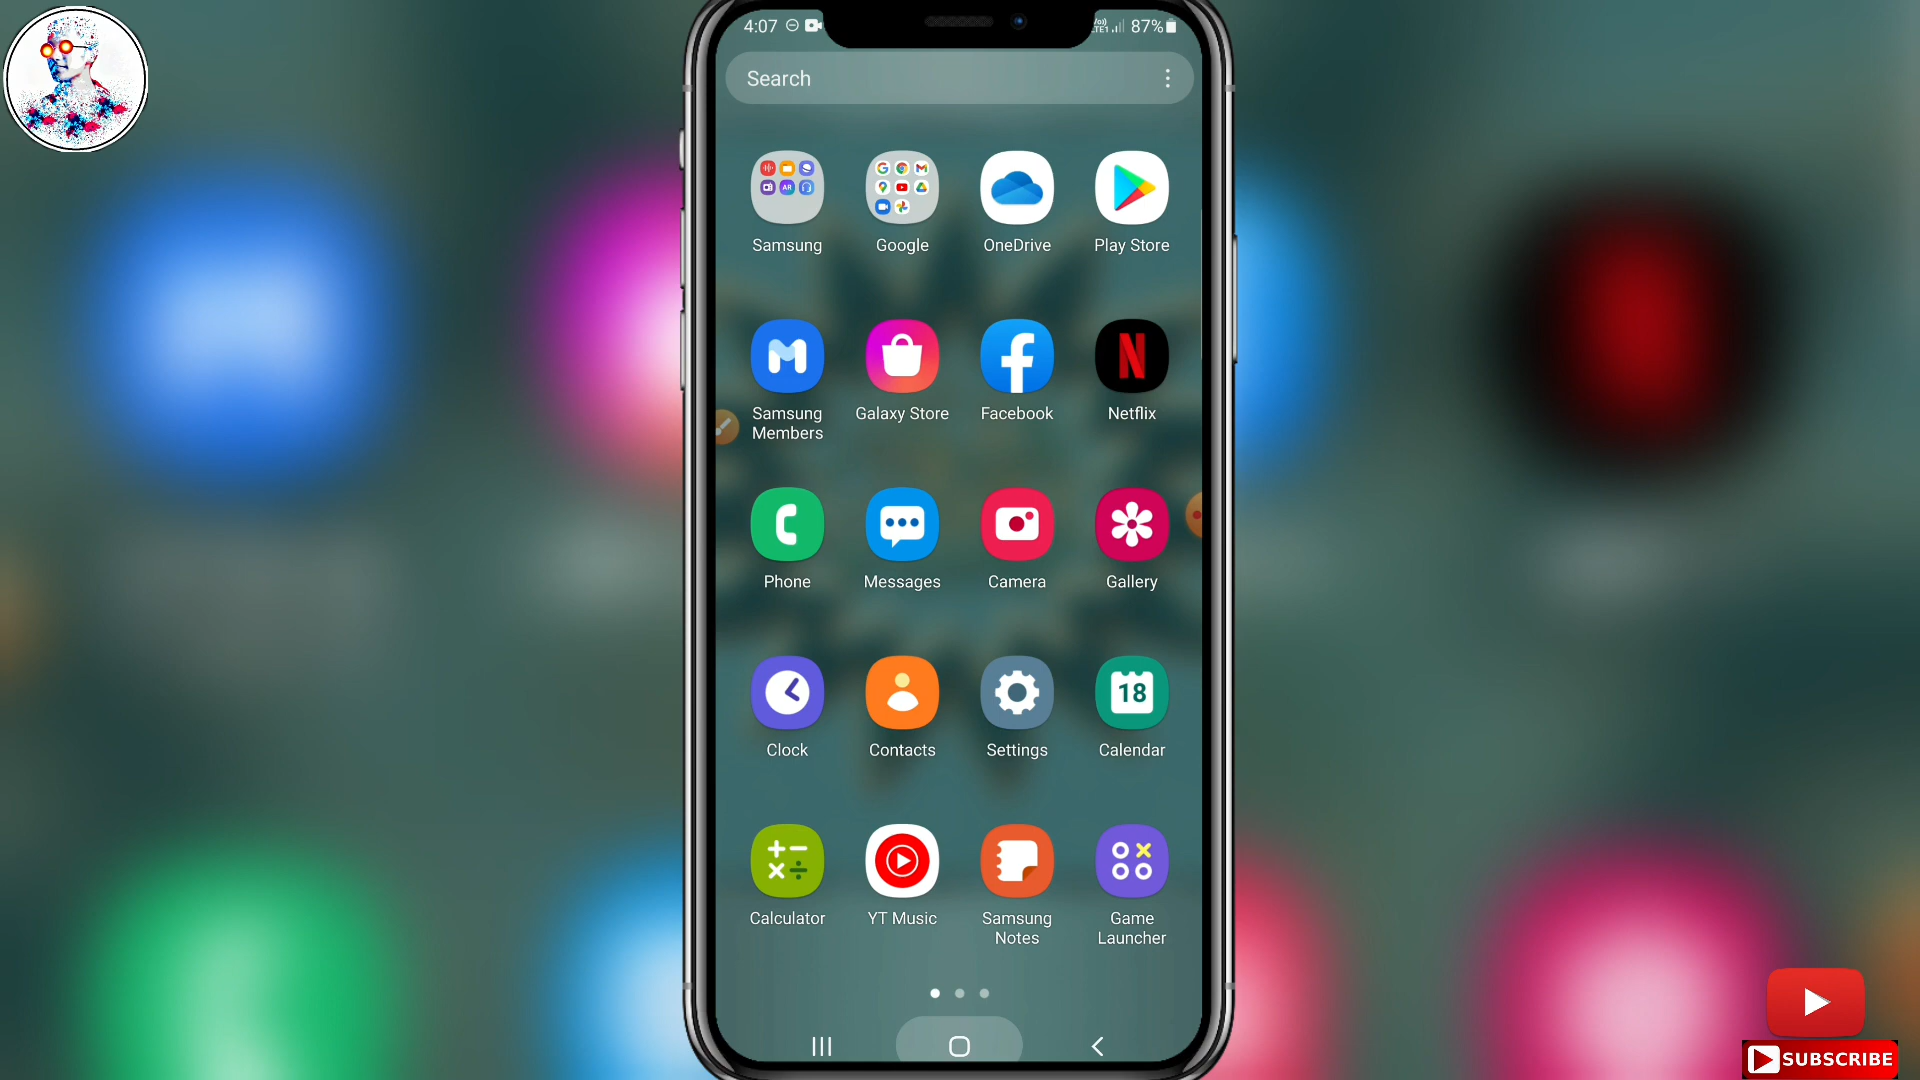 4:07
87%
Search
Samsung Google OneDrive Play Store
AR
Samsung Members Galaxy Store Facebook Netflix
Phone Messages Camera Gallery
18
Clock Contacts Settings Calendar
Calculator YT Music Samsung Notes Game Launcher
SUBSCRIBE